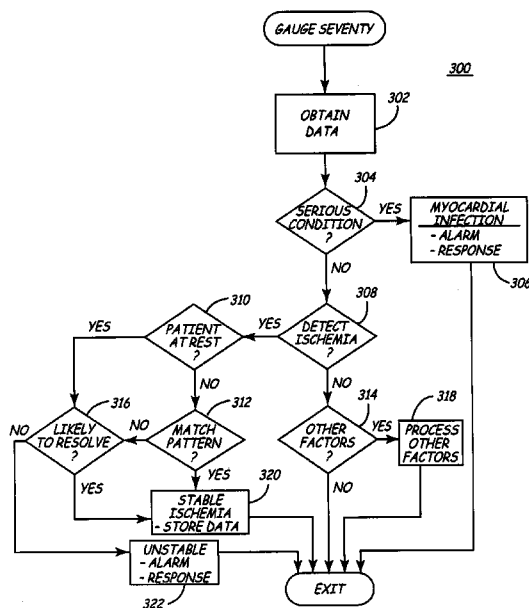 GAUGE SEVENTY
300
302
OBTAIN
DATA
304
SERIOUS
CONDITION
?
YES
MYOCARDIAL
INFECTION
- ALARM
- RESPONSE
306
NO
308
DETECT
ISCHEMIA
?
YES
310
PATIENT
AT REST
?
YES
NO
NO
312
MATCH
PATTERN
?
NO
YES
316
LIKELY
TO RESOLVE
?
NO
YES
314
OTHER
FACTORS
?
YES
NO
318
PROCESS
OTHER
FACTORS
320
STABLE
ISCHEMIA
- STORE DATA
UNSTABLE
- ALARM
- RESPONSE
322
EXIT